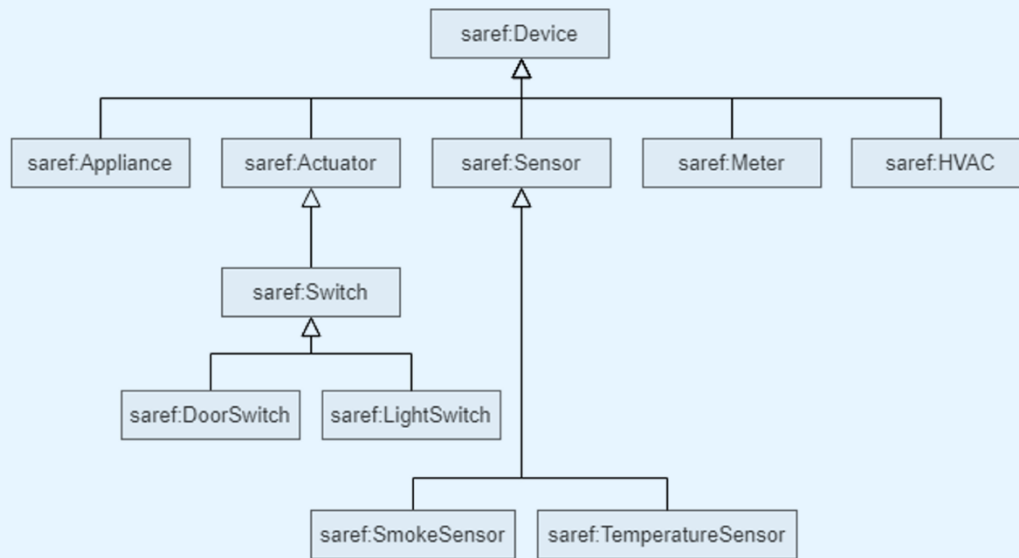 saref:Device
saref:Appliance
saref:Actuator
saref:Sensor
saref:Meter
saref:HVAC
saref:Switch
saref:DoorSwitch
saref:LightSwitch
saref:SmokeSensor
saref:TemperatureSensor